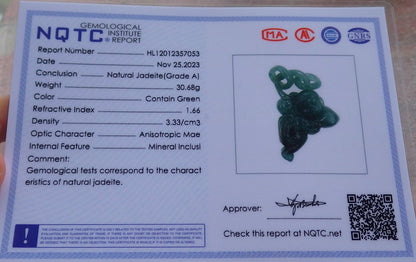 NQTC GEMOLOGICAL
INSTITUTE
REPORT
MA
Report Number HL12012357053
Date Nov 25.2023
Conclusion Natural Jadeite(Grade A)
Weight 30.68g
Color Contain Green
Refractive Index 1.66
Density 3.33/cm3
Optic Character Anisotropic Mae
Internal Feature Mineral Inclusi
Comment:
Gemological tests correspond to the charact
eristics of natural jadeite.
Approver:
Check this report at NQTC.net